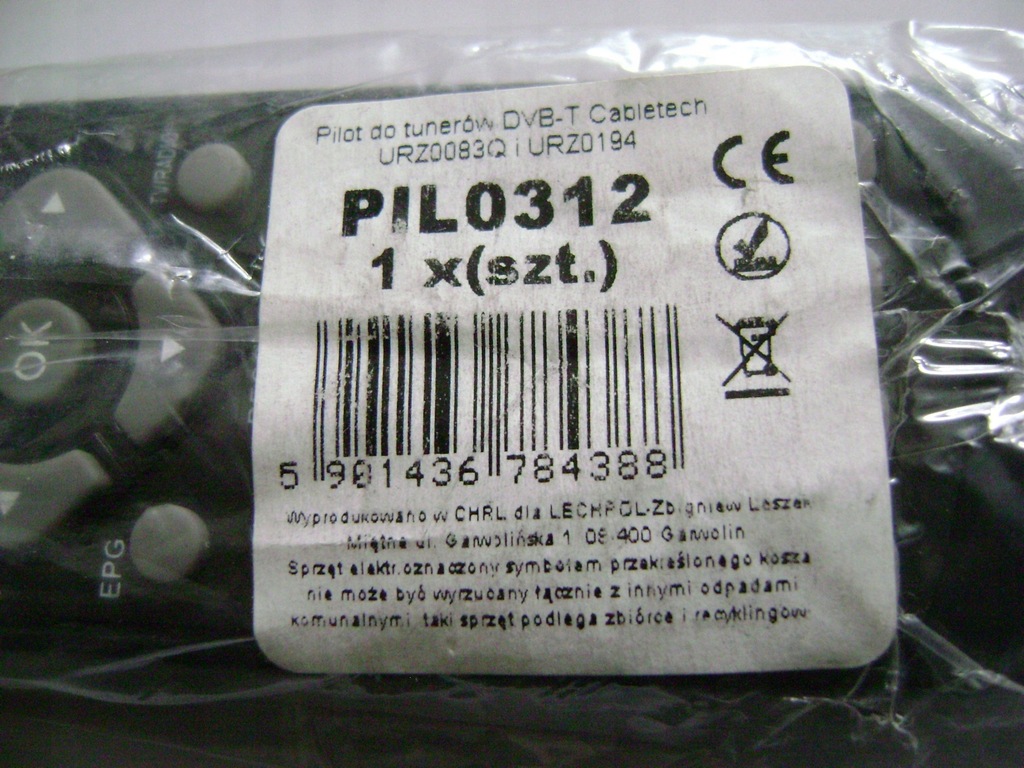 Pilot do tunerów DVB-T Cabletech
URZ0083Q i URZ0194
PIL0312
1 x(szt.)
CE
5 901436 784388
Wyprodukowano w CHRL dla LECHPOL-Zbigniew Leszek
Miętne ul. Garwolińska 1 08-400 Garwolin
Sprzęt elektr.oznaczony symbolem przekreślonego kosza
nie może być wyrzucany łącznie z innymi odpadami
komunalnymi, taki sprzęt podlega zbiórce i recyklingowi
TV/RADIO
OK
EPG